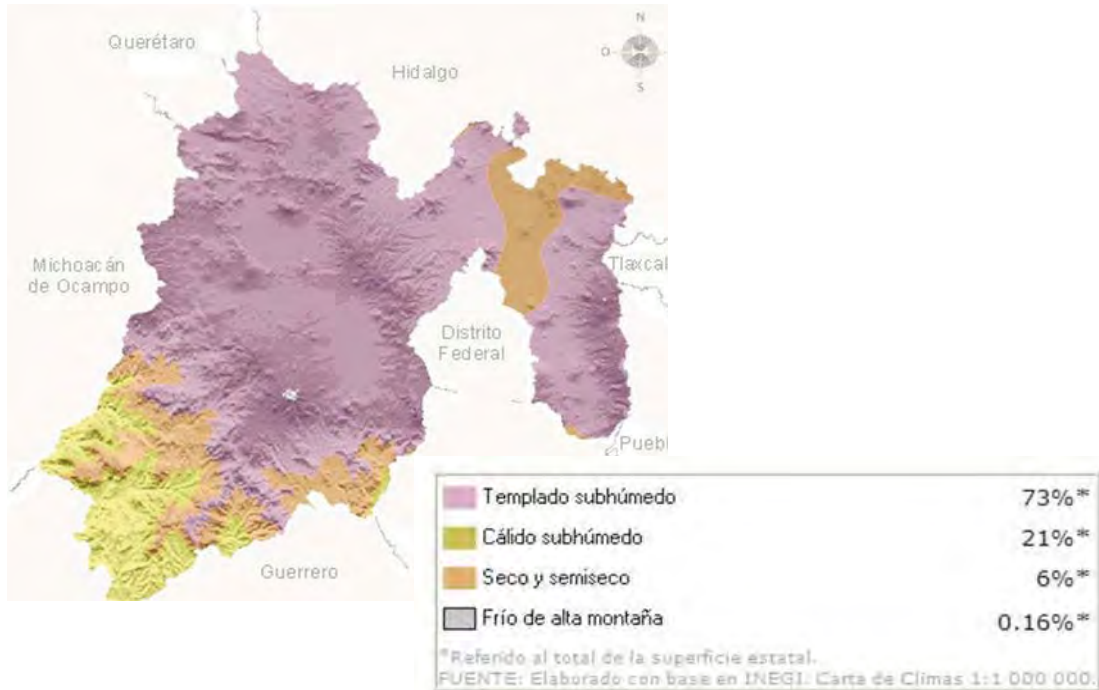 N
Querétaro
O
Hidalgo
S
Michoacán
de Ocampo
Tlaxcal
Distrito
Federal
Puebl
Guerrero
Templado subhúmedo 73%*
Cálido subhúmedo 21%*
Seco y semiseco 6%*
Frío de alta montaña 0.16%*
*Referido al total de la superficie estatal.
FUENTE: Elaborado con base en INEGI. Carta de Climas 1:1 000 000.